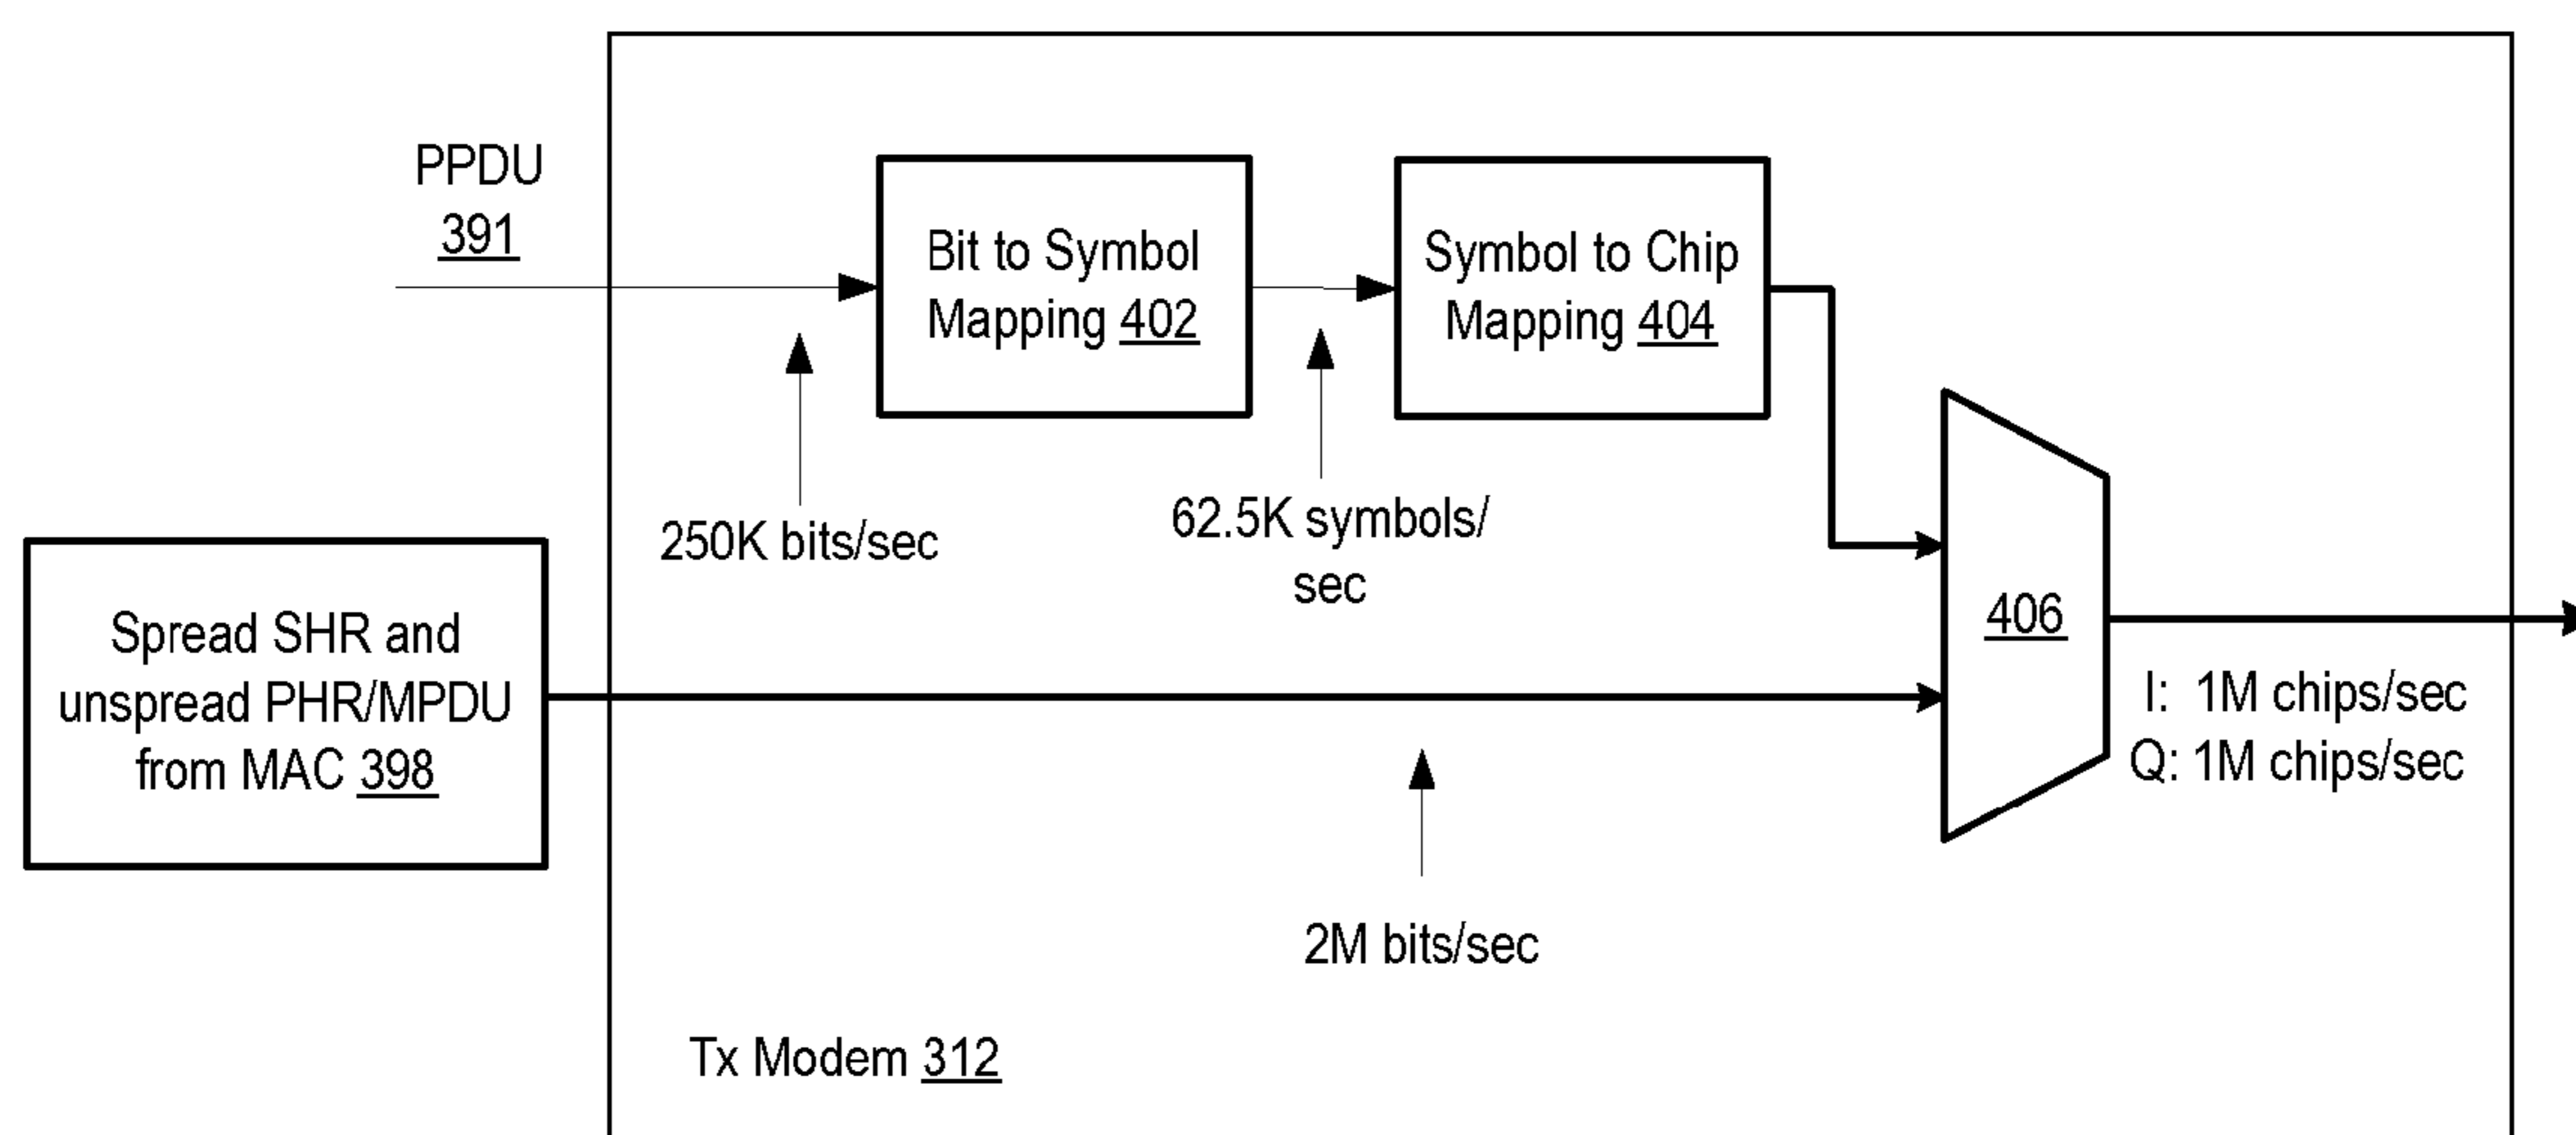 PPDU
391
Bit to Symbol
Mapping 402
Symbol to Chip
Mapping 404
250K bits/sec
62.5K symbols/
sec
Spread SHR and
unspread PHR/MPDU
from MAC 398
406
I: 1M chips/sec
Q: 1M chips/sec
2M bits/sec
Tx Modem 312